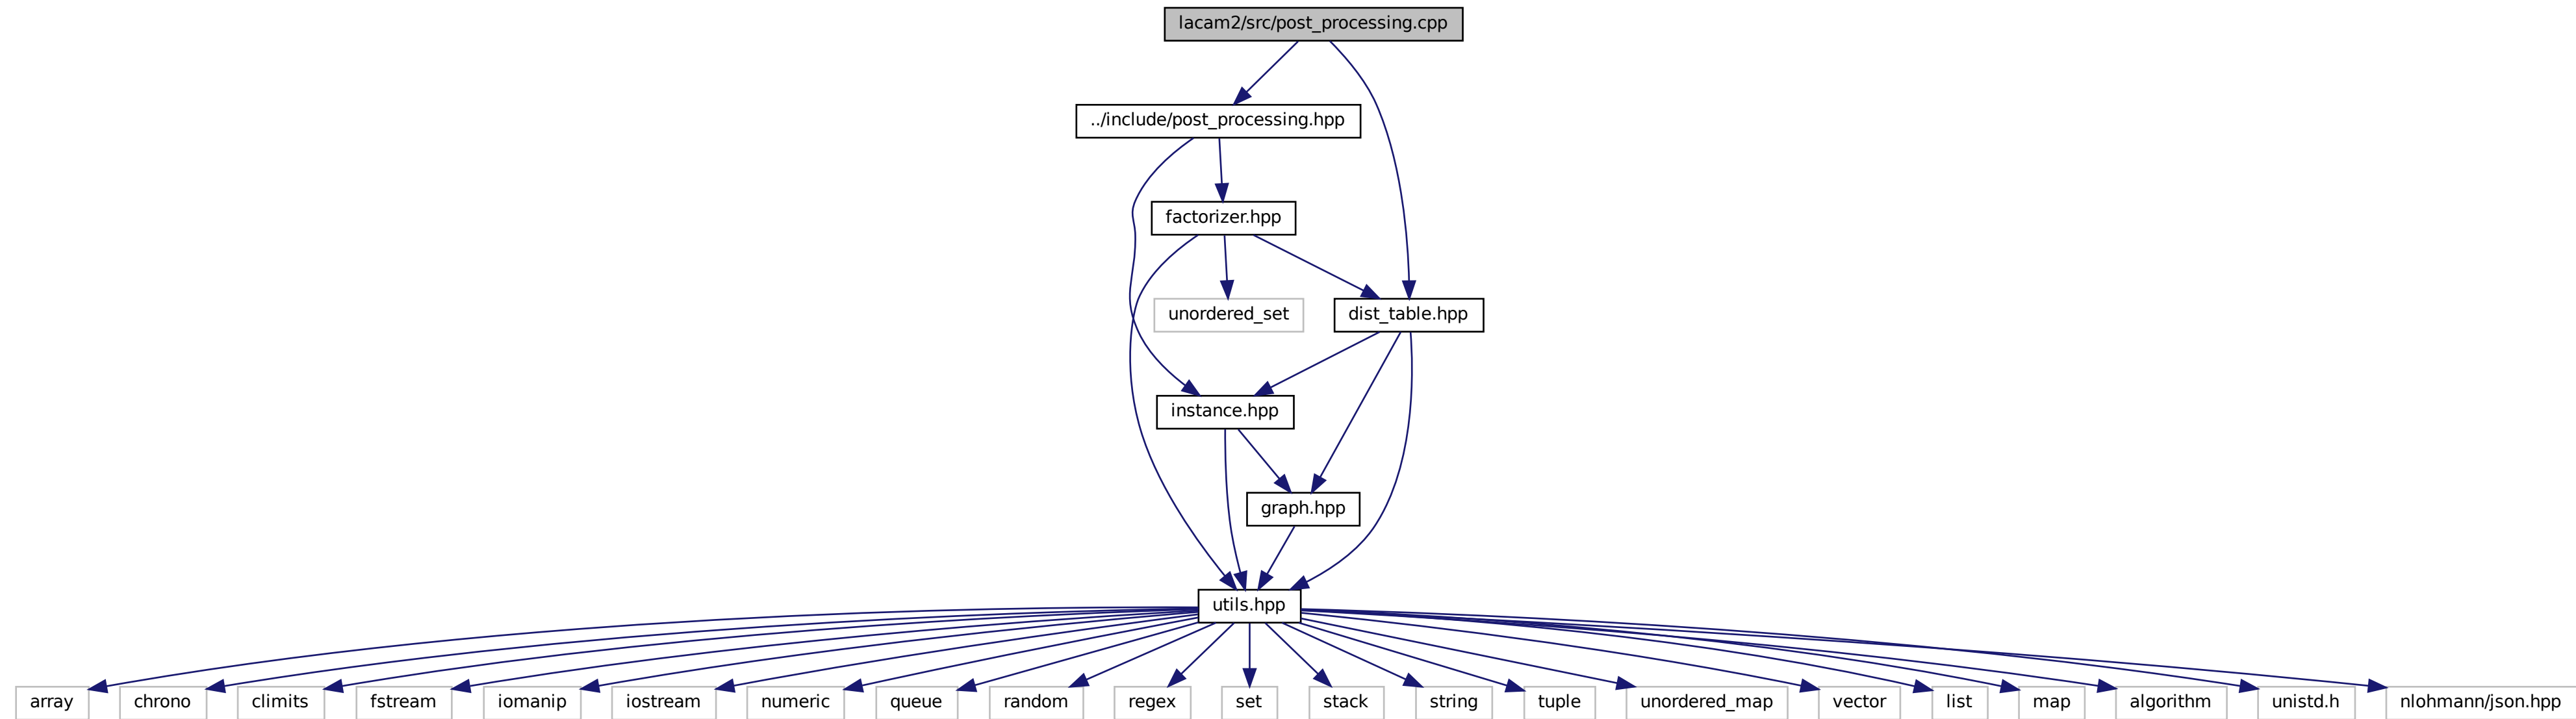 lacam2/src/post_processing.cpp
../include/post_processing.hpp
factorizer.hpp
unordered_set
dist_table.hpp
instance.hpp
graph.hpp
utils.hpp
array
chrono
climits
fstream
iomanip
iostream
numeric
queue
random
regex
set
stack
string
tuple
unordered_map
vector
list
map
algorithm
unistd.h
nlohmann/json.hpp